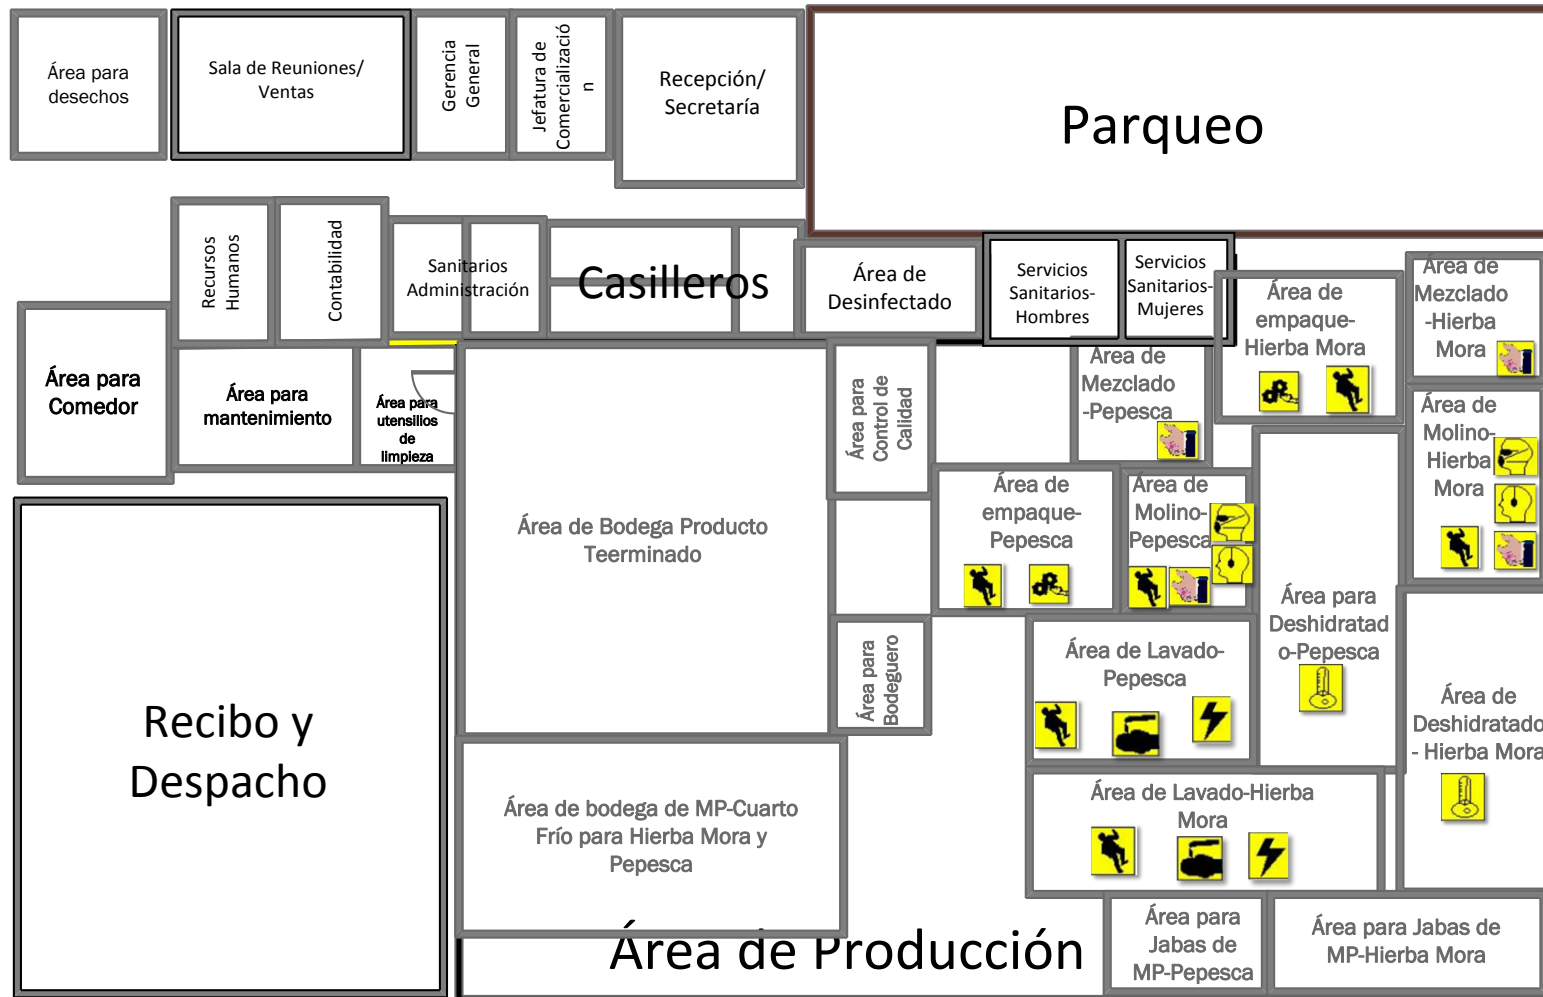 Área para
desechos
Sala de Reuniones/
Ventas
Gerencia
General
Jefatura de
Comercializació
n
Recepción/
Secretaría
Parqueo
Recursos
Humanos
Contabilidad
Sanitarios
Administración
Casilleros
Área de
Desinfectado
Servicios
Sanitarios-
Hombres
Servicios
Sanitarios-
Mujeres
Área de
empaque-
Hierba Mora
Área de
Mezclado
-Hierba
Mora
Área para
Comedor
Área para
mantenimiento
Área para
utensilios
de
limpieza
Área para
Control de
Calidad
Área de
Mezclado
-Pepesca
Área de
Molino-
Hierba
Mora
Área de Bodega Producto
Teerminado
Área de
empaque-
Pepesca
Área de
Molino-
Pepesca
Área para
Deshidratad
o-Pepesca
Área para
Bodeguero
Área de Lavado-
Pepesca
Área de
Deshidratado
- Hierba Mora
Recibo y
Despacho
Área de bodega de MP-Cuarto
Frío para Hierba Mora y
Pepesca
Área de Lavado-Hierba
Mora
Área de Producción
Área para
Jabas de
MP-Pepesca
Área para Jabas de
MP-Hierba Mora